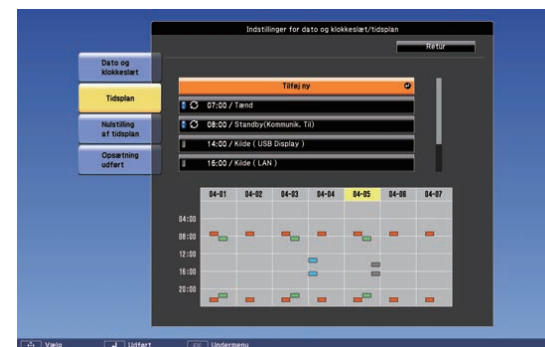 Indstillinger for dato og klokkeslæt/tidsplan
Retur
Dato og
klokkeslæt
Tidsplan
Nulstilling
af tidsplan
Opsætning
udført
Tilføj ny
07:00 / Tænd
08:00 / Standby(Kommunik. Til)
14:00 / Kilde ( USB Display )
16:00 / Kilde ( LAN )
04-01 04-02 04-03 04-04 04-05 04-06 04-07
04:00
08:00
12:00
16:00
20:00
Vælg Udført Undermenu